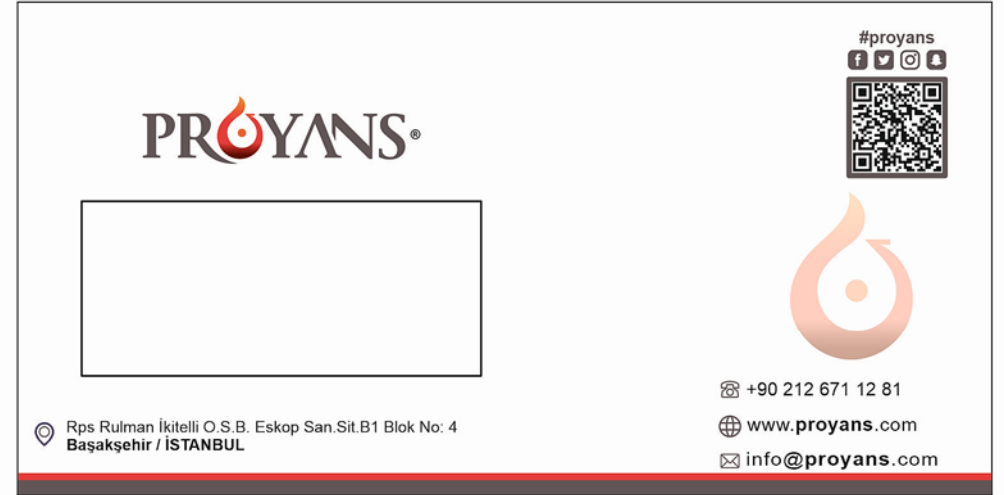 #proyans
PROYANS®
Rps Rulman İkitelli O.S.B. Eskop San.Sit.B1 Blok No: 4
Başakşehir / İSTANBUL
+90 212 671 12 81
www.proyans.com
info@proyans.com